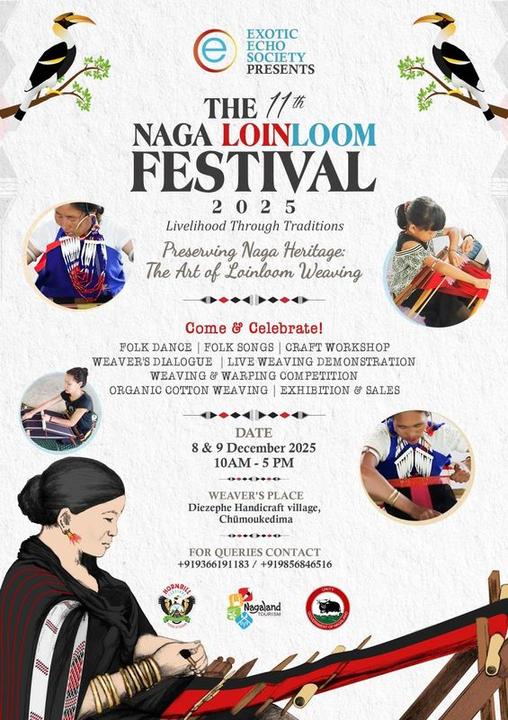 e
EXOTIC
ECHO
SOCIETY
PRESENTS
THE 11th
NAGA LOINLOOM
FESTIVAL
2025
Livelihood Through Traditions
Preserving Naga Heritage:
The Art of Loinloom Weaving
Come & Celebrate!
FOLK DANCE | FOLK SONGS | CRAFT WORKSHOP
WEAVER'S DIALOGUE | LIVE WEAVING DEMONSTRATION
WEAVING & WARPING COMPETITION
ORGANIC COTTON WEAVING | EXHIBITION & SALES
DATE
8 & 9 December 2025
10AM - 5 PM
WEAVER'S PLACE
Diezephe Handicraft village,
Chümoukedima
FOR QUERIES CONTACT
+919366191183 / +919856846516
HORNBILL
Nagaland
TOURISM
UNITY